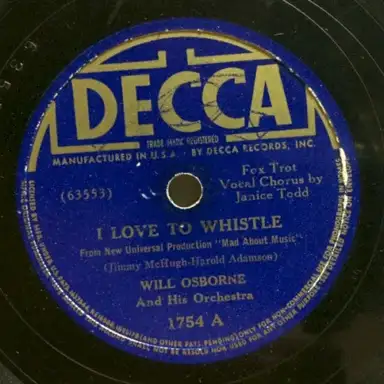 DECCA
TRADE MARK REGISTERED
MANUFACTURED IN U.S.A. BY DECCA RECORDS, INC.
(63553)
Fox Trot
Vocal Chorus by
Janice Todd
I LOVE TO WHISTLE
From New Universal Production "Mad About Music"
(Jimmy McHugh-Harold Adamson)
WILL OSBORNE
And His Orchestra
1754 A